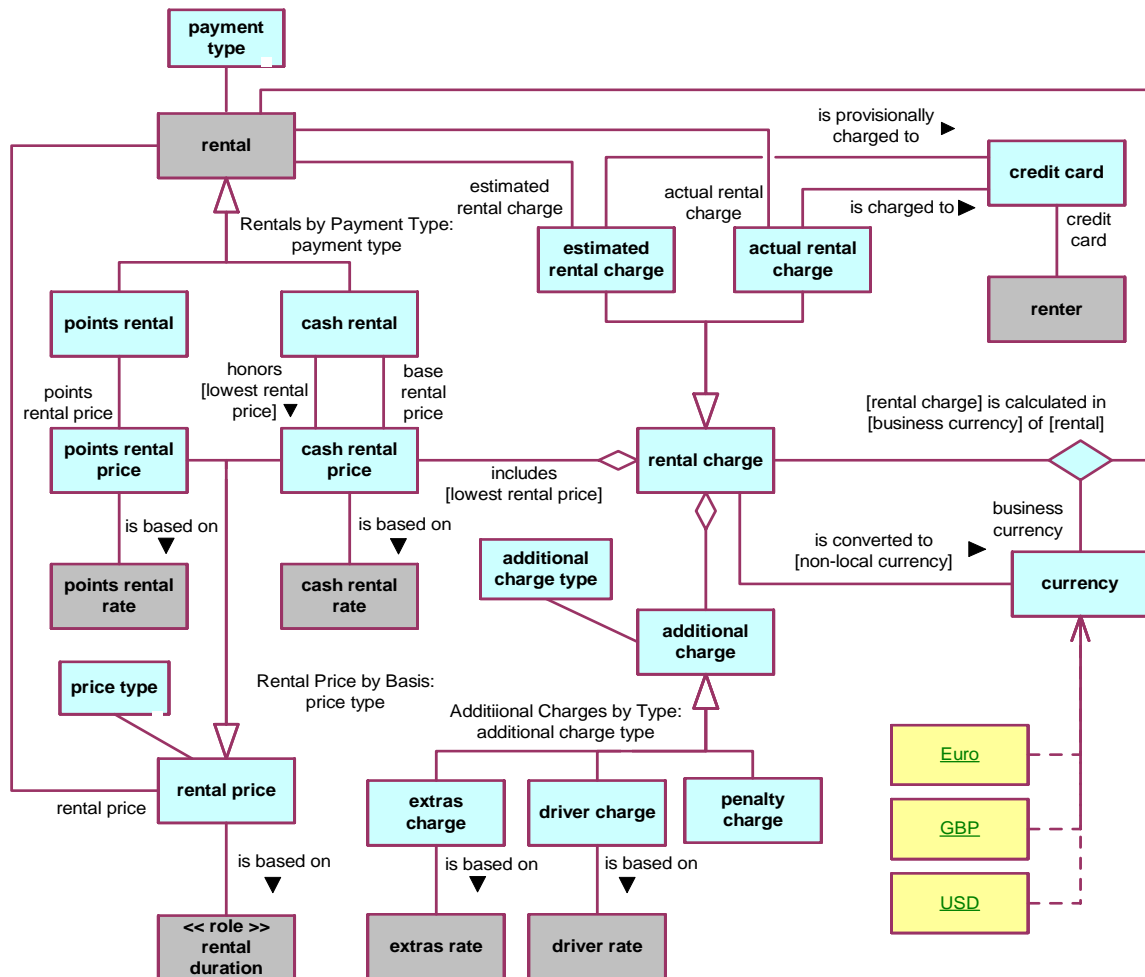 payment
type
rental
is provisionally
charged to
credit card
estimated
rental charge
actual rental
charge
is charged to
credit
card
Rentals by Payment Type:
payment type
estimated
rental charge
actual rental
charge
renter
points rental
cash rental
points
rental price
honors
[lowest rental
price]
base
rental
price
[rental charge] is calculated in
[business currency] of [rental]
points rental
price
cash rental
price
rental charge
includes
[lowest rental price]
business
currency
is based on
is based on
is converted to
[non-local currency]
additional
charge type
points rental
rate
cash rental
rate
currency
additional
charge
price type
Rental Price by Basis:
price type
Additiional Charges by Type:
additional charge type
Euro
rental price
rental price
extras
charge
driver charge
penalty
charge
GBP
is based on
is based on
is based on
USD
<< role >>
rental
duration
extras rate
driver rate